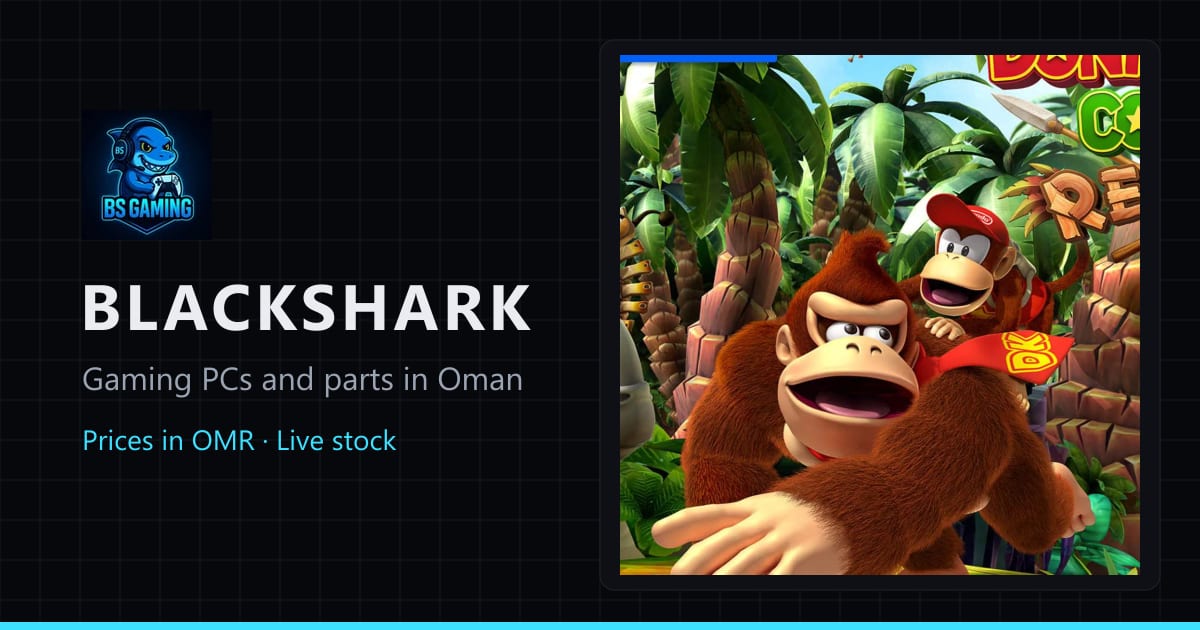 BS
BS GAMING
BLACKSHARK
Gaming PCs and parts in Oman
Prices in OMR · Live stock
DK